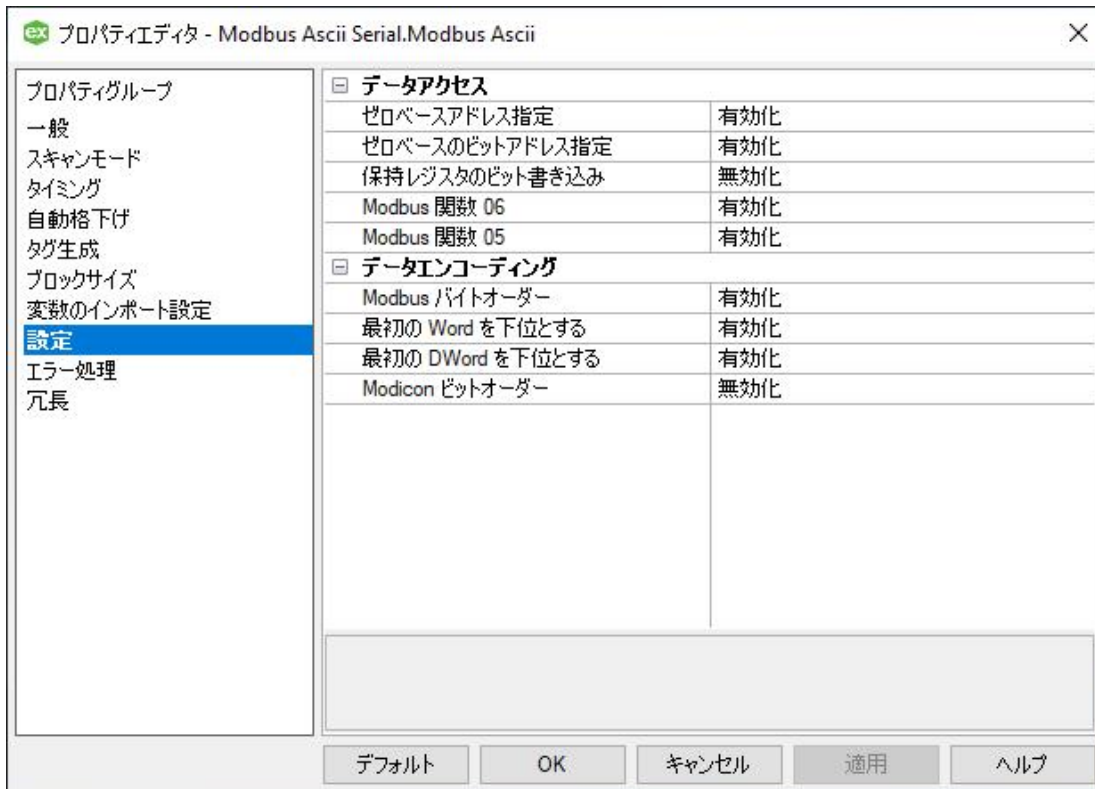 ex プロパティエディタ - Modbus Ascii Serial.Modbus Ascii
プロパティグループ
一般
スキャンモード
タイミング
自動格下げ
タグ生成
ブロックサイズ
変数のインポート設定
設定
エラー処理
冗長
データアクセス
ゼロベースアドレス指定 有効化
ゼロベースのビットアドレス指定 有効化
保持レジスタのビット書き込み 無効化
Modbus 関数 06 有効化
Modbus 関数 05 有効化
データエンコーディング
Modbus バイトオーダー 有効化
最初の Word を下位とする 有効化
最初の DWord を下位とする 有効化
Modicon ビットオーダー 無効化
デフォルト OK キャンセル 適用 ヘルプ